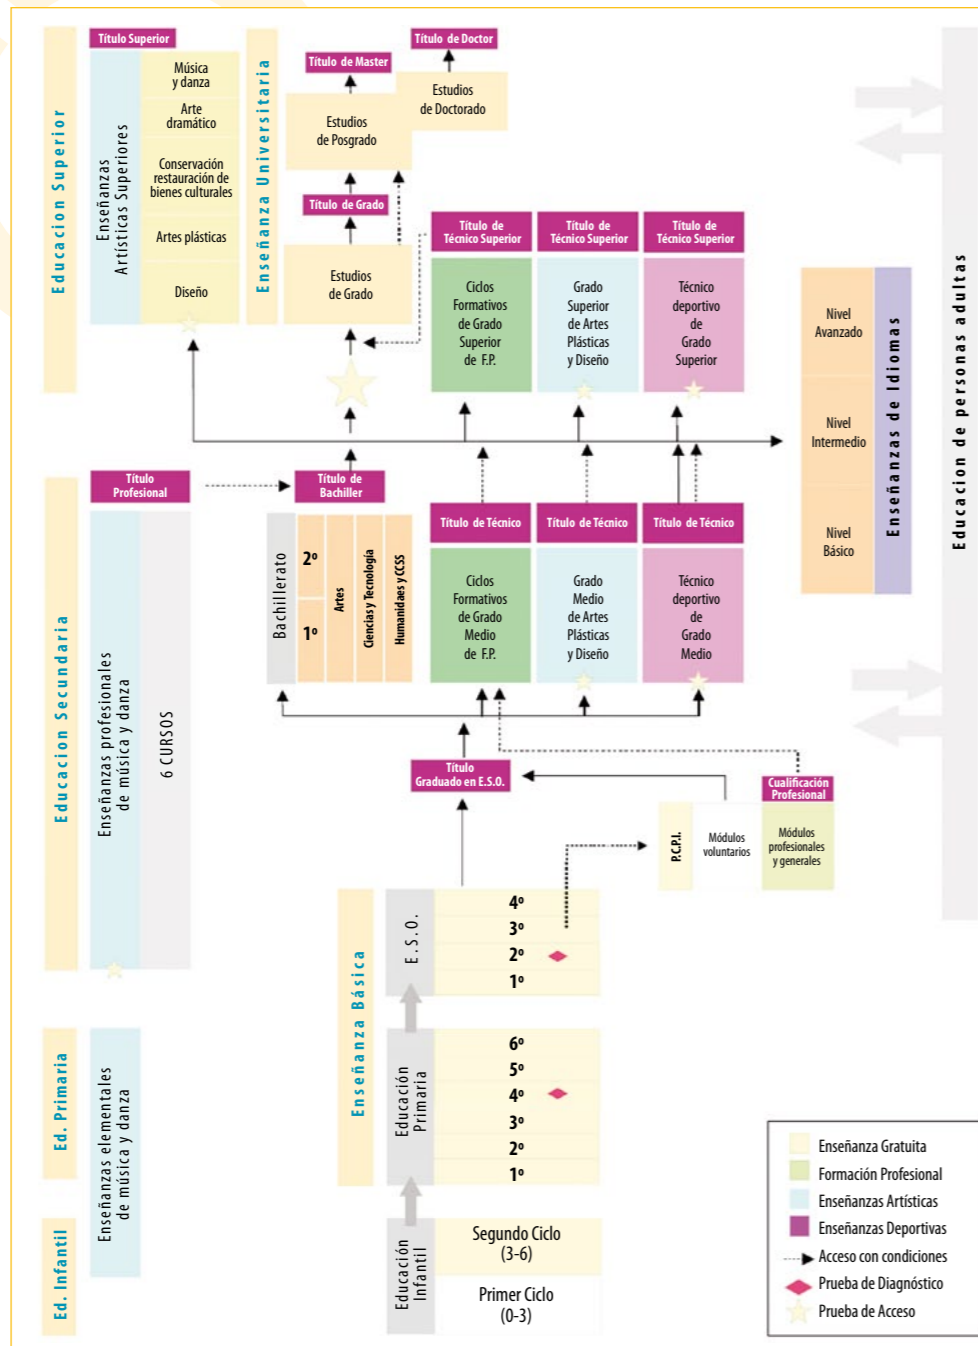 Educacion Superior
Título Superior
Enseñanzas
Artísticas Superiores
Música
y danza
Arte
dramático
Conservación
restauración de
bienes culturales
Artes plásticas
Diseño
Enseñanza Universitaria
Título de Master
Título de Doctor
Estudios
de Posgrado
Estudios
de Doctorado
Título de Grado
Estudios
de Grado
Título de
Técnico Superior
Título de
Técnico Superior
Título de
Técnico Superior
Ciclos
Formativos
de Grado
Superior
de F.P.
Grado
Superior
de Artes
Plásticas
y Diseño
Técnico
deportivo
de
Grado
Superior
Nivel
Avanzado
Nivel
Intermedio
Nivel
Básico
Enseñanzas de Idiomas
Educacion de personas adultas
Educacion Secundaria
Título
Profesional
Enseñanzas profesionales
de música y danza
6 CURSOS
Título de
Bachiller
Bachillerato
2º
1º
Artes
Ciencias y Tecnología
Humanidaes y CCSS
Título de Técnico
Título de Técnico
Título de Técnico
Ciclos
Formativos
de Grado
Medio
de F.P.
Grado
Medio
de Artes
Plásticas
y Diseño
Técnico
deportivo
de
Grado
Medio
Título
Graduado en E.S.O.
Cualificación
Profesional
P.C.P.I.
Módulos
voluntarios
Módulos
profesionales
y generales
Enseñanza Básica
E.S.O.
4º
3º
2º
1º
Ed. Primaria
Enseñanzas elementales
de música y danza
Educación
Primaria
6º
5º
4º
3º
2º
1º
Ed. Infantil
Educación
Infantil
Segundo Ciclo
(3-6)
Primer Ciclo
(0-3)
Enseñanza Gratuita
Formación Profesional
Enseñanzas Artísticas
Enseñanzas Deportivas
Acceso con condiciones
Prueba de Diagnóstico
Prueba de Acceso